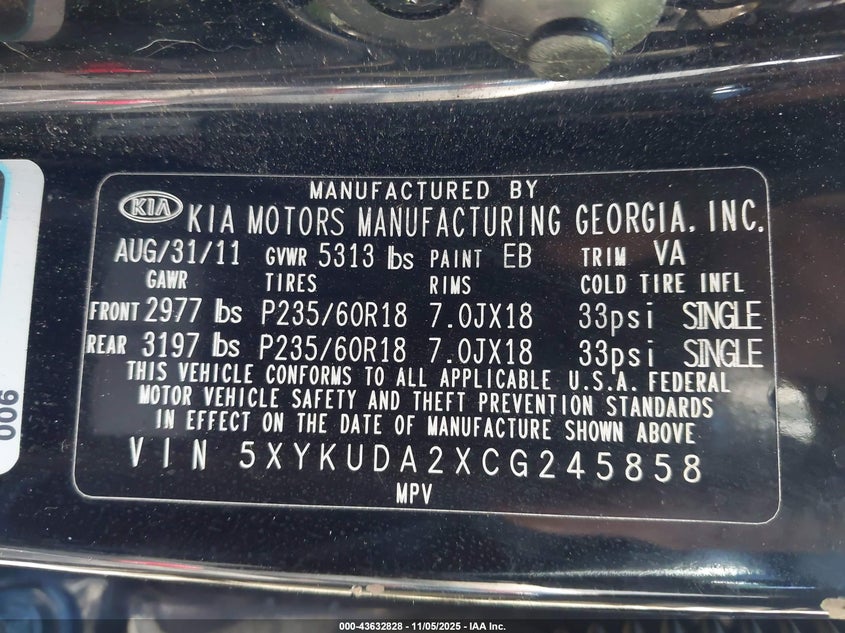 MANUFACTURED BY
KIA KIA MOTORS MANUFACTURING GEORGIA, INC.
AUG/31/11 GVWR 5313 lbs PAINT EB TRIM VA
GAWR TIRES RIMS COLD TIRE INFL
FRONT 2977 lbs P235/60R18 7.0JX18 33psi SINGLE
REAR 3197 lbs P235/60R18 7.0JX18 33psi SINGLE
THIS VEHICLE CONFORMS TO ALL APPLICABLE U.S.A. FEDERAL
MOTOR VEHICLE SAFETY AND THEFT PREVENTION STANDARDS
IN EFFECT ON THE DATE OF MANUFACTURE SHOWN ABOVE
VIN 5XYKUDA2XCG245858
MPV
006
000-43632828 - 11/05/2025 - IAA Inc.